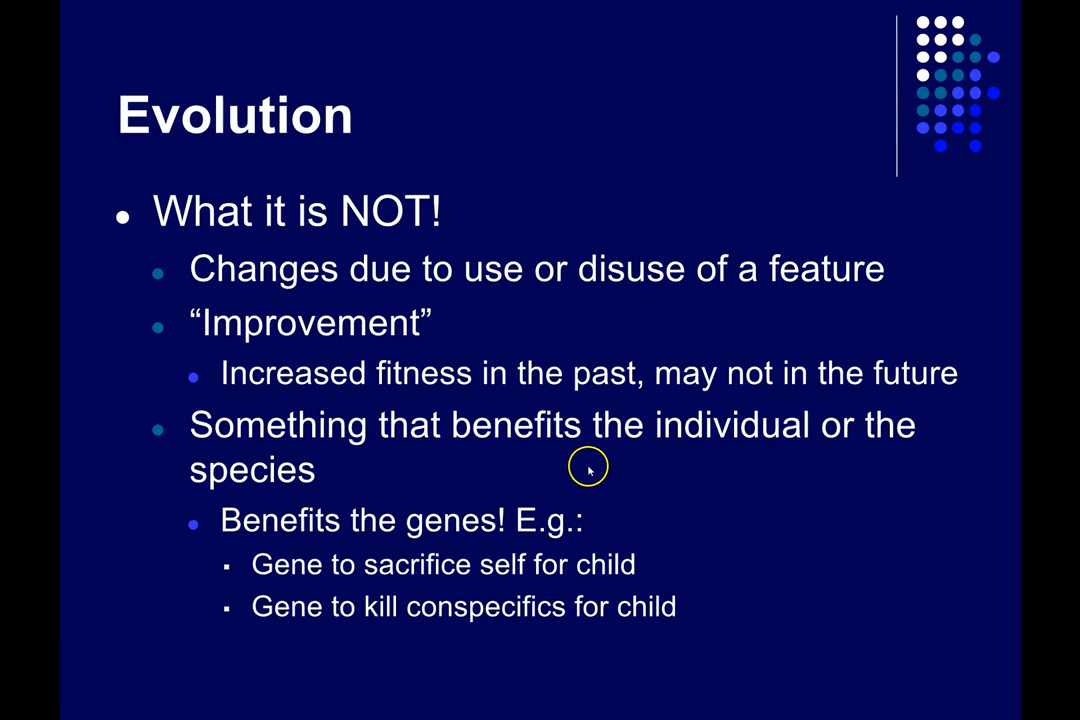 Evolution
What it is NOT!
Changes due to use or disuse of a feature
“Improvement”
Increased fitness in the past, may not in the future
Something that benefits the individual or the
species
Benefits the genes! E.g.:
Gene to sacrifice self for child
Gene to kill conspecifics for child